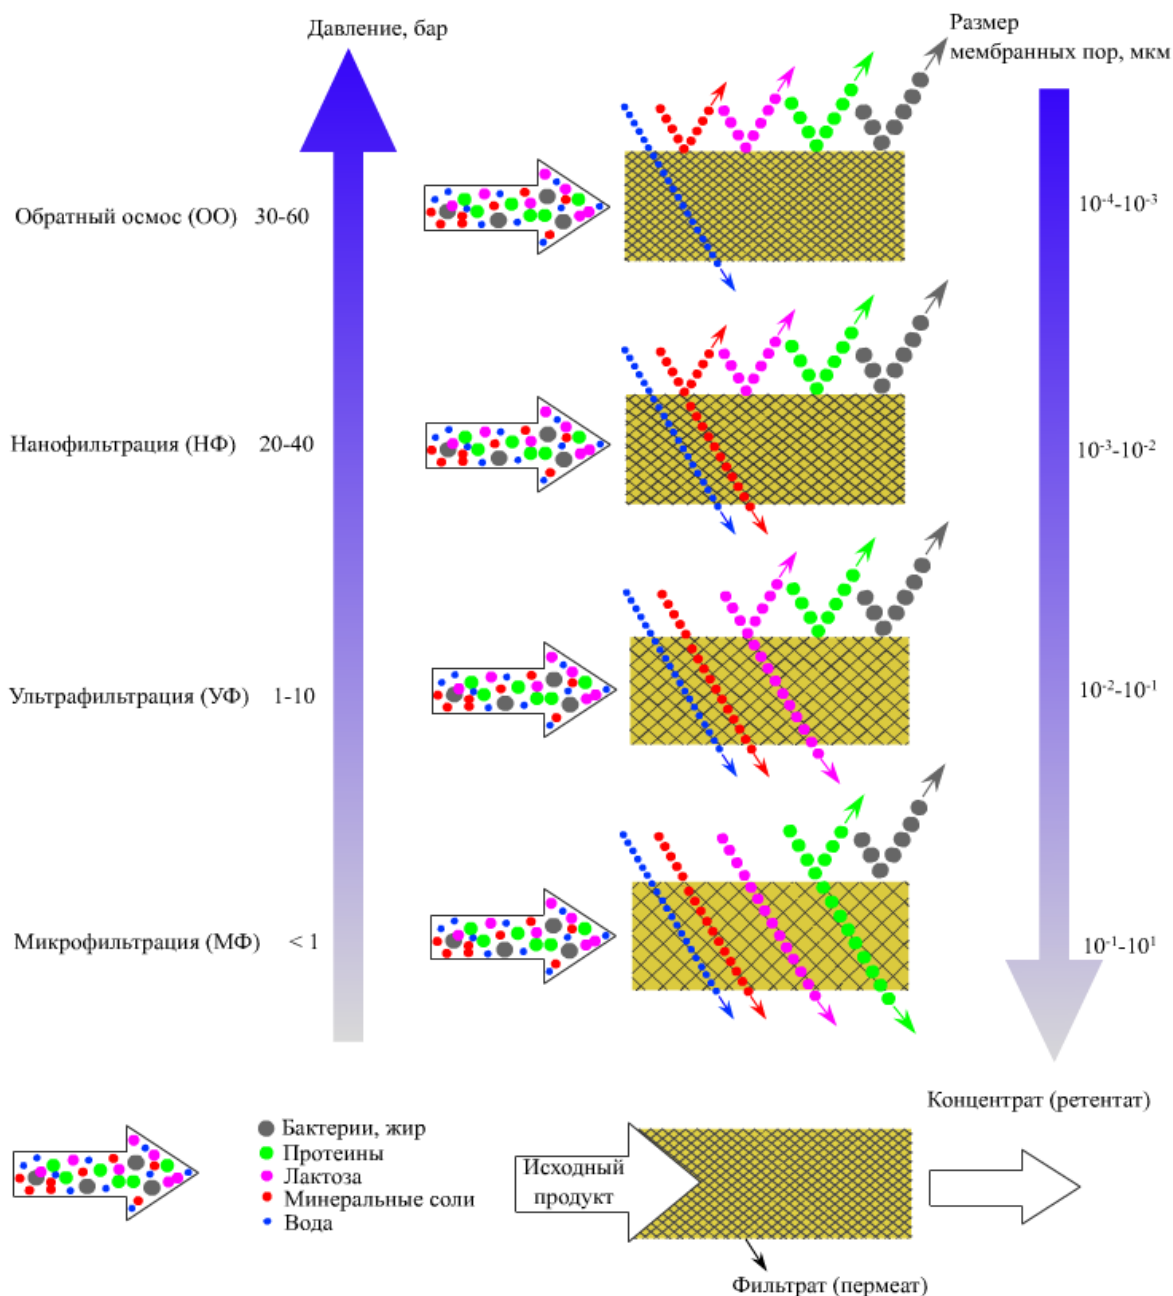 Давление, бар
Размер
мембранных пор, мкм
Обратный осмос (ОО) 30-60
10⁻⁴-10⁻³
Нанофильтрация (НФ) 20-40
10⁻³-10⁻²
Ультрафильтрация (УФ) 1-10
10⁻²-10⁻¹
Микрофильтрация (МФ) < 1
10⁻¹-10¹
Бактерии, жир
Протеины
Лактоза
Минеральные соли
Вода
Исходный
продукт
Концентрат (ретентат)
Фильтрат (пермеат)